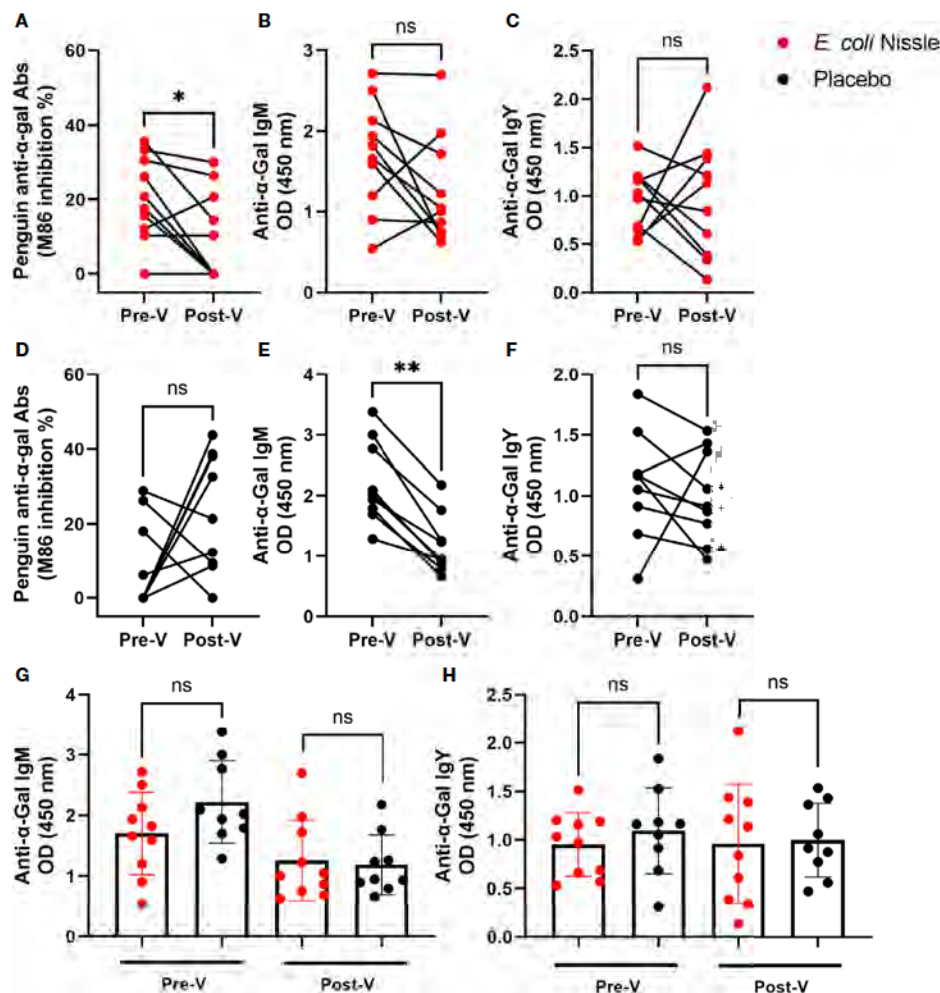 A
B
C
E. coli Nissle
Placebo
Penguin anti-α-gal Abs
(M86 inhibition %)
60
40
20
0
*
Pre-V Post-V
Anti-α-Gal IgM
OD (450 nm)
3
2
1
0
ns
Pre-V Post-V
Anti-α-Gal IgY
OD (450 nm)
2.5
2.0
1.5
1.0
0.5
0.0
ns
Pre-V Post-V
D
E
F
Penguin anti-α-gal Abs
(M86 inhibition %)
60
40
20
0
ns
Pre-V Post-V
Anti-α-Gal IgM
OD (450 nm)
4
3
2
1
0
**
Pre-V Post-V
Anti-α-Gal IgY
OD (450 nm)
2.0
1.5
1.0
0.5
0.0
ns
Pre-V Post-V
G
H
Anti-α-Gal IgM
OD (450 nm)
4
3
2
1
0
ns
ns
Pre-V
Post-V
Anti-α-Gal IgY
OD (450 nm)
2.5
2.0
1.5
1.0
0.5
0.0
ns
ns
Pre-V
Post-V